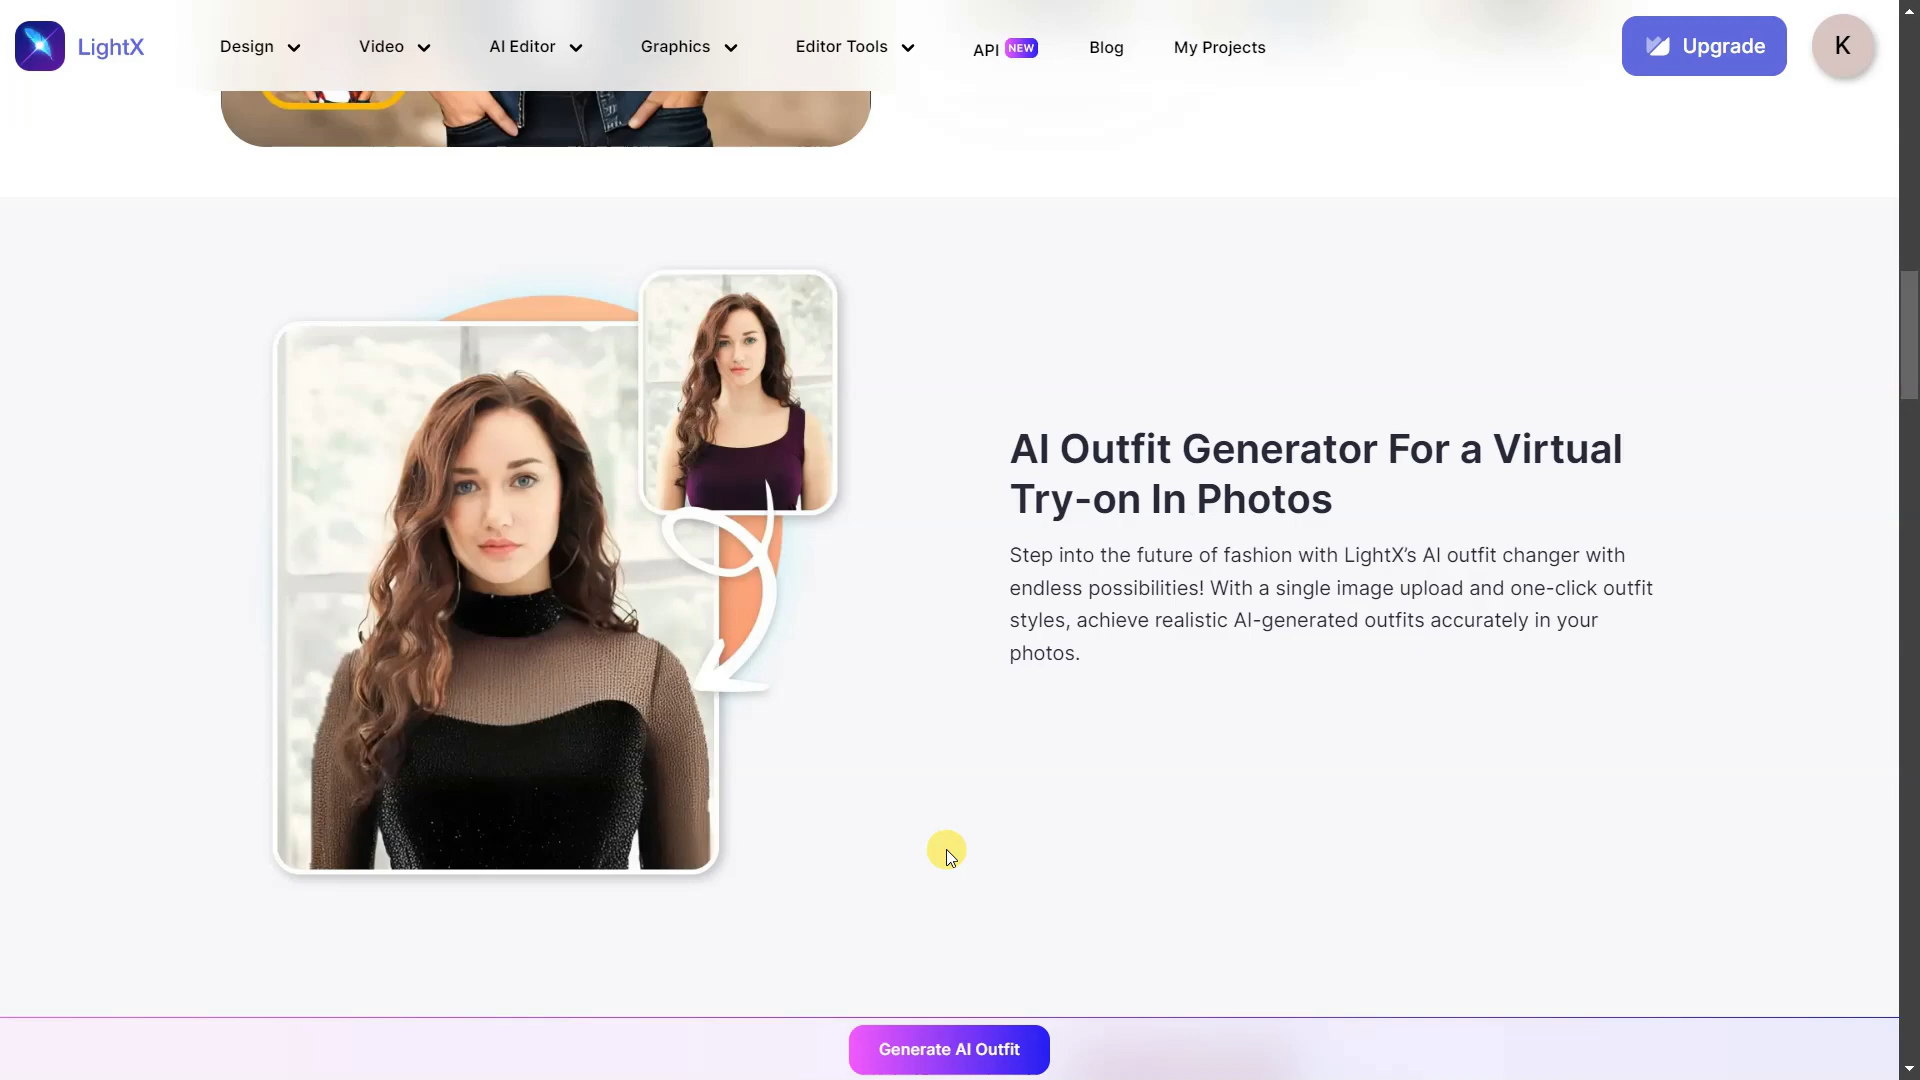 LightX
Design
Video
AI Editor
Graphics
Editor Tools
API NEW
Blog
My Projects
Upgrade
K
AI Outfit Generator For a Virtual
Try-on In Photos
Step into the future of fashion with LightX’s AI outfit changer with
endless possibilities! With a single image upload and one-click outfit
styles, achieve realistic AI-generated outfits accurately in your
photos.
Generate AI Outfit